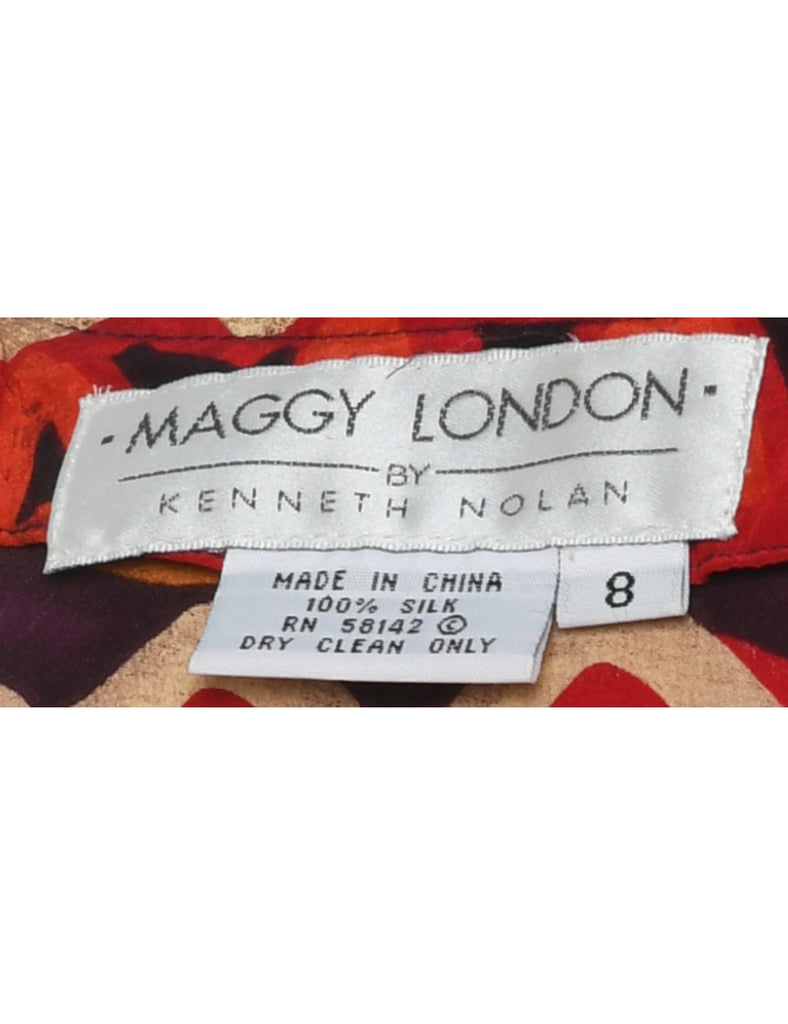 · MAGGY LONDON ·
BY
KENNETH NOLAN
MADE IN CHINA
100% SILK
RN 58142 ©
DRY CLEAN ONLY
8